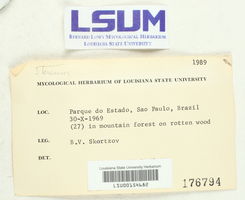 LSUM
BERNARD LOWY MYCOLOGICAL HERBARIUM
LOUISIANA STATE UNIVERSITY
1989
MYCOLOGICAL HERBARIUM OF LOUISIANA STATE UNIVERSITY
LOC. Parque do Estado, Sao Paulo, Brazil
30-X-1969
(27) in mountain forest on rotten wood
LEG. B.V. Skortzov
DET.
Louisiana State University Herbarium
LSU00154682
176794